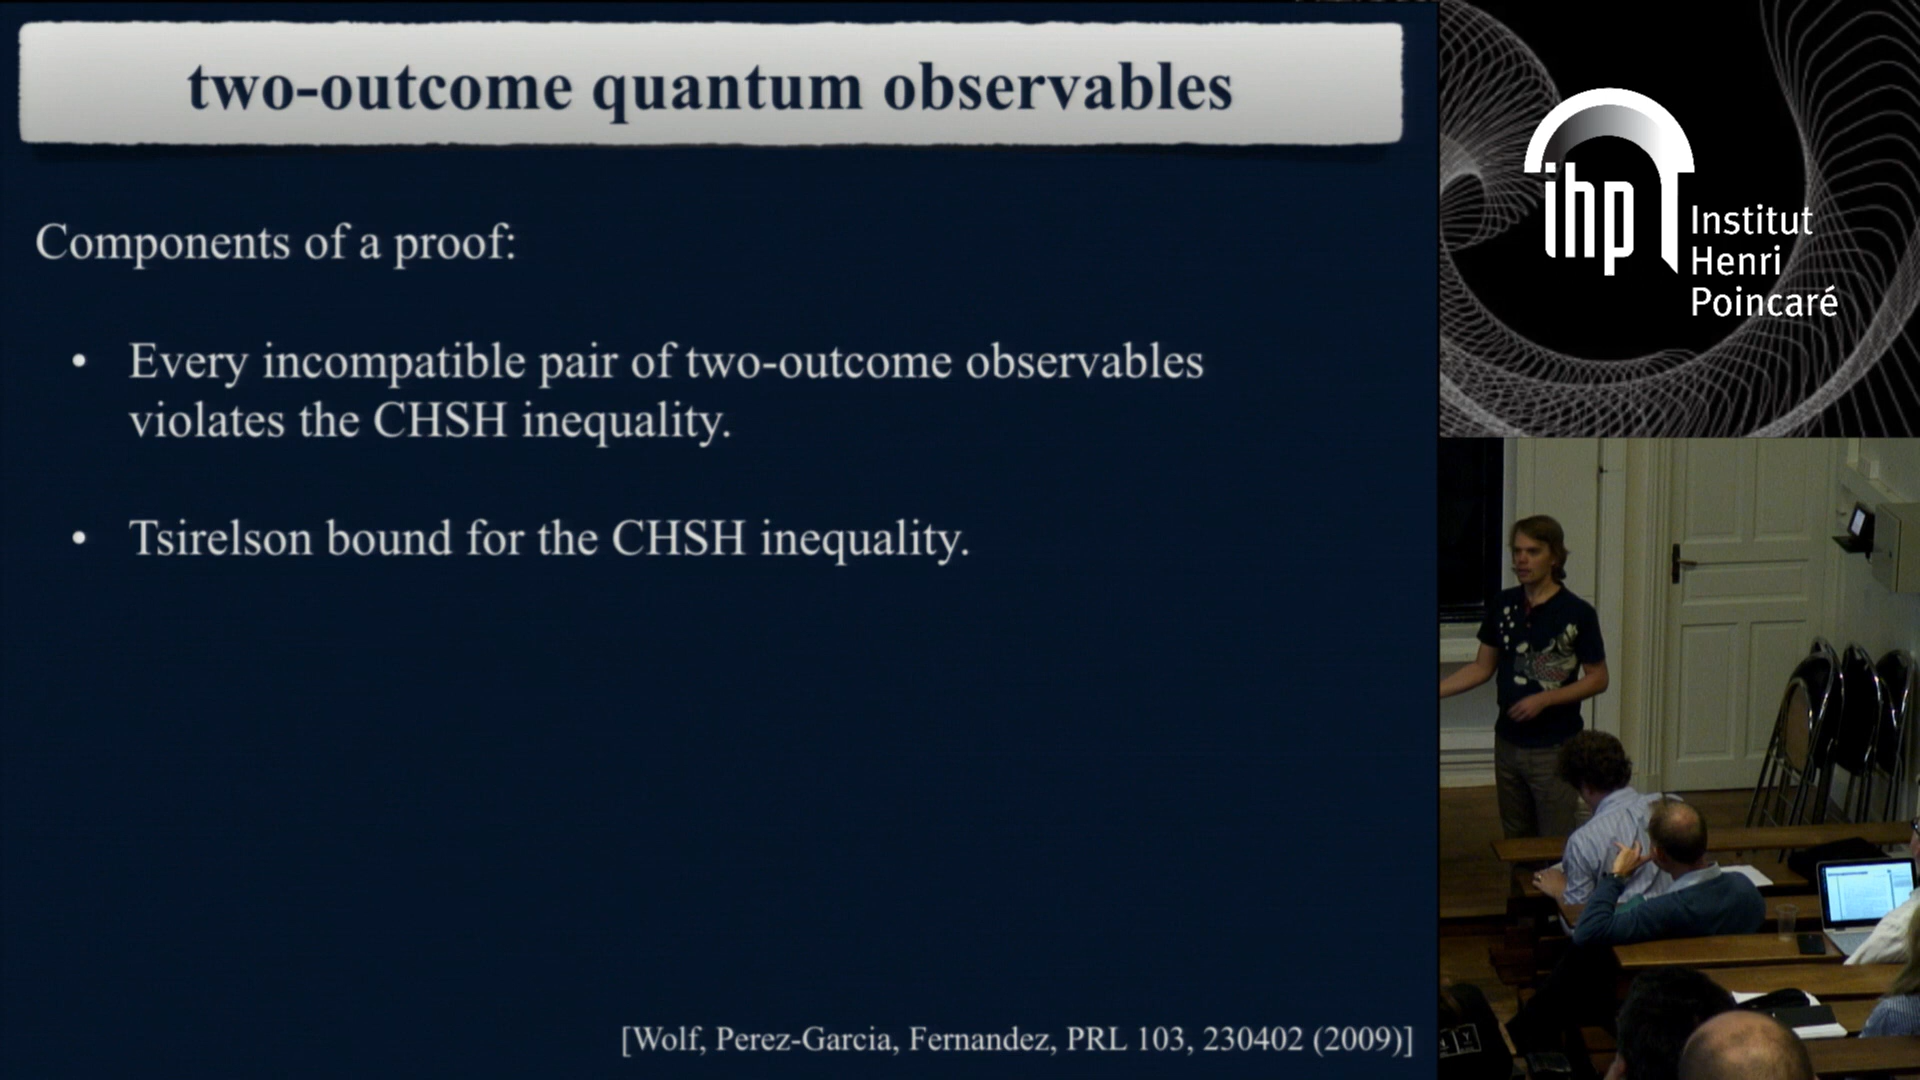 two-outcome quantum observables
Components of a proof:
• Every incompatible pair of two-outcome observables
violates the CHSH inequality.
• Tsirelson bound for the CHSH inequality.
[Wolf, Perez-Garcia, Fernandez, PRL 103, 230402 (2009)]
ihp
Institut
Henri
Poincaré